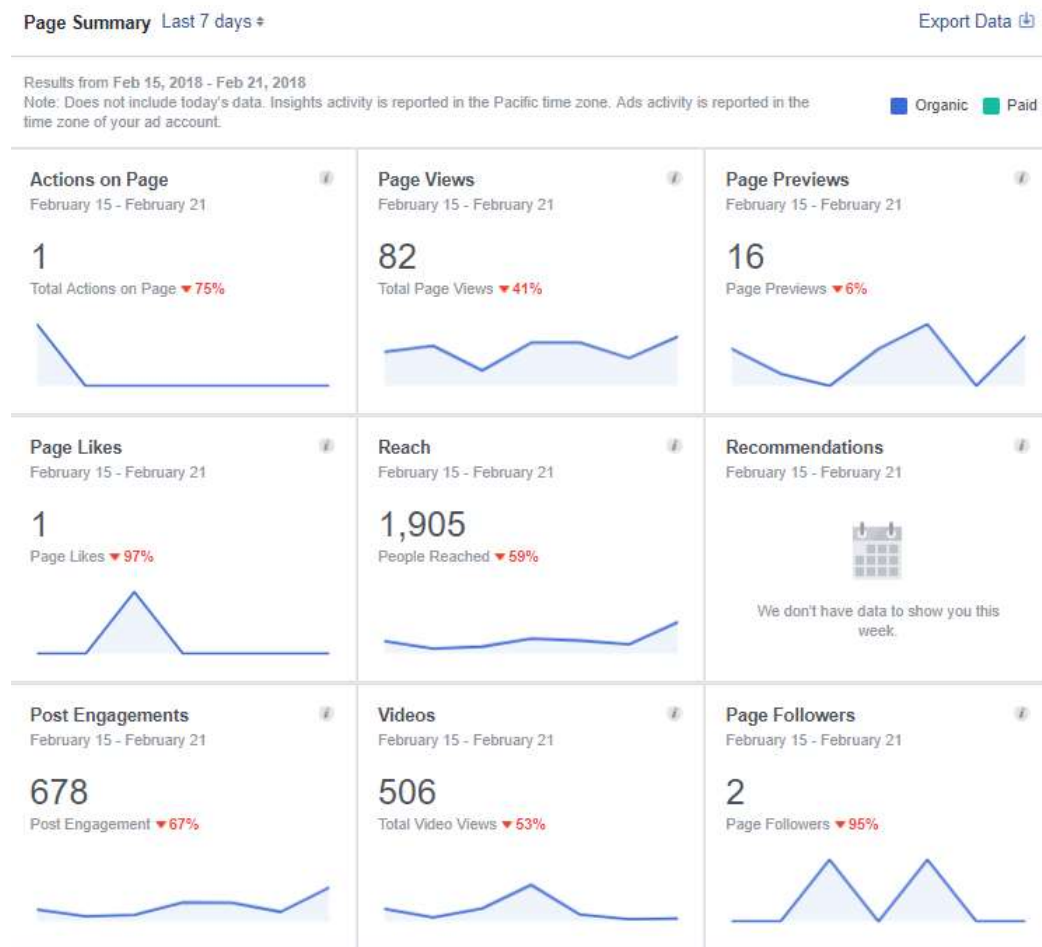 Page Summary Last 7 days
Export Data
Results from Feb 15, 2018 - Feb 21, 2018
Note: Does not include today's data. Insights activity is reported in the Pacific time zone. Ads activity is reported in the
time zone of your ad account.
Organic Paid
Actions on Page
February 15 - February 21
1
Total Actions on Page ▼75%
Page Views
February 15 - February 21
82
Total Page Views ▼41%
Page Previews
February 15 - February 21
16
Page Previews ▼6%
Page Likes
February 15 - February 21
1
Page Likes ▼97%
Reach
February 15 - February 21
1,905
People Reached ▼59%
Recommendations
February 15 - February 21
We don't have data to show you this
week.
Post Engagements
February 15 - February 21
678
Post Engagement ▼67%
Videos
February 15 - February 21
506
Total Video Views ▼53%
Page Followers
February 15 - February 21
2
Page Followers ▼95%